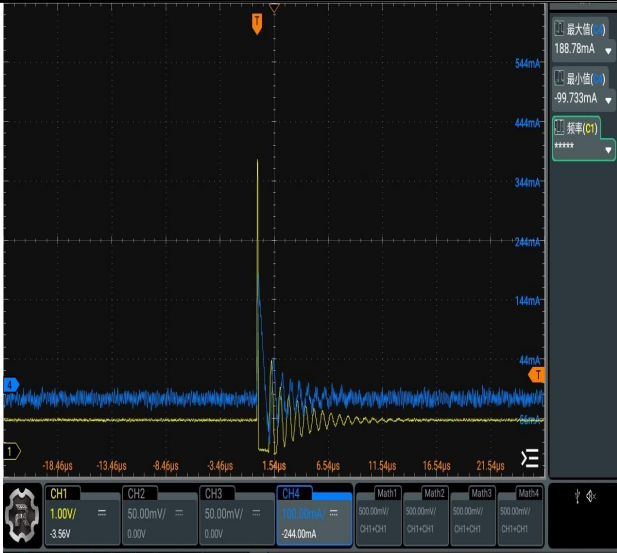 T
最大值(C4)
188.78mA
最小值(C4)
-99.733mA
频率(C1)
*****
544mA
444mA
344mA
244mA
144mA
44mA
T
4
-56mA
1
-18.46μs
-13.46μs
-8.46μs
-3.46μs
1.54μs
6.54μs
11.54μs
16.54μs
21.54μs
CH1
1.00V/
-3.56V
CH2
50.00mV/
0.00V
CH3
50.00mV/
0.00V
CH4
100.00mA/
-244.00mA
Math1
500.00mV/
CH1+CH1
Math2
500.00mV/
CH1+CH1
Math3
500.00mV/
CH1+CH1
Math4
500.00mV/
CH1+CH1